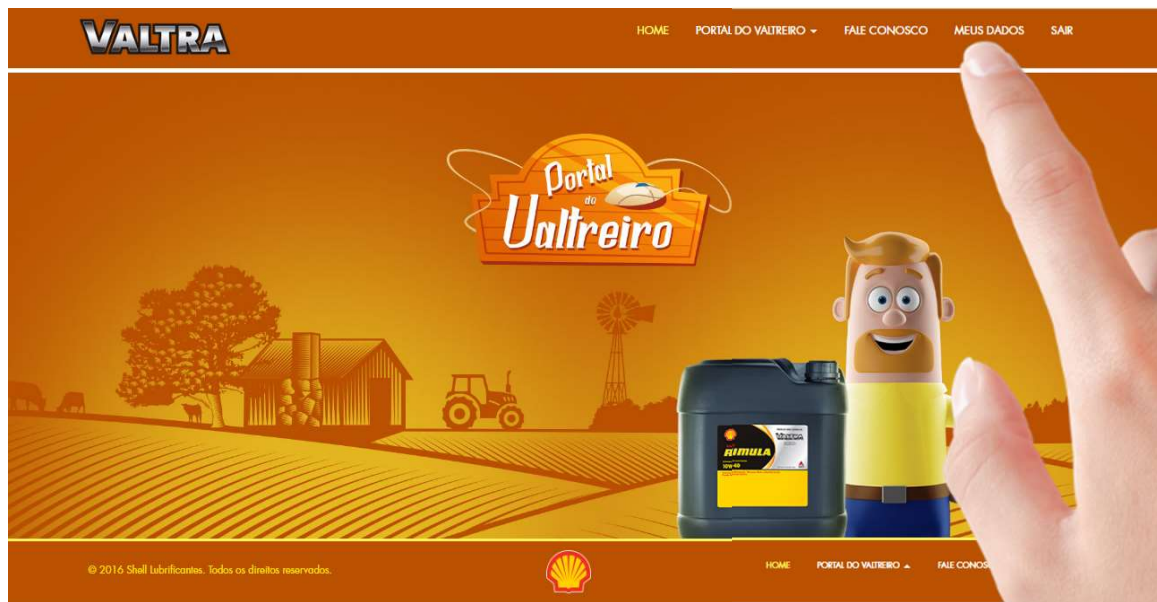 VALTRA
HOME PORTAL DO VALTREIRO FALE CONOSCO MEUS DADOS SAIR
Portal
do
Valtreiro
VALTRA
RIMULA
10W-40
© 2016 Shell Lubrificantes. Todos os direitos reservados.
HOME PORTAL DO VALTREIRO FALE